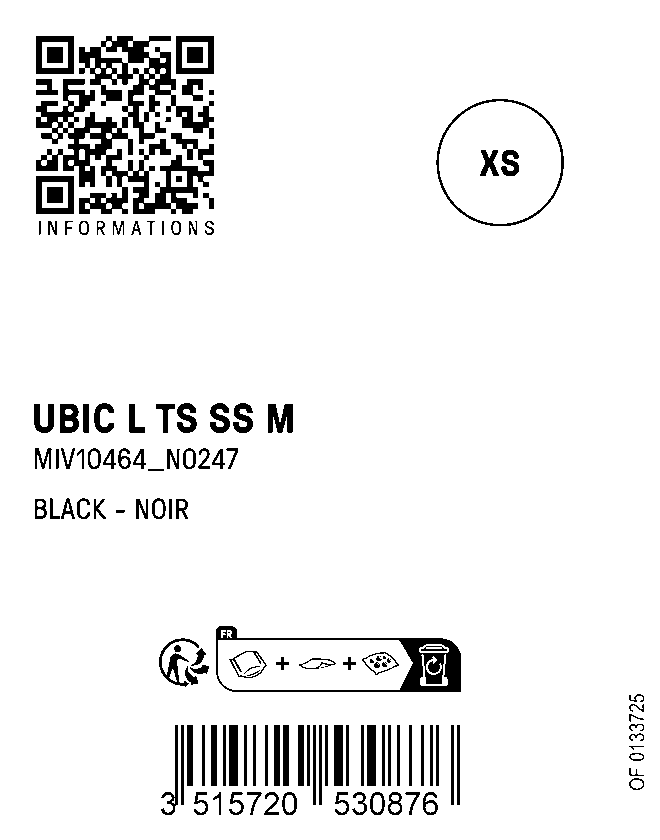 XS
INFORMATIONS
UBIC L TS SS M
MIV10464_N0247
BLACK - NOIR
FR
3 515720 530876
OF 0133725